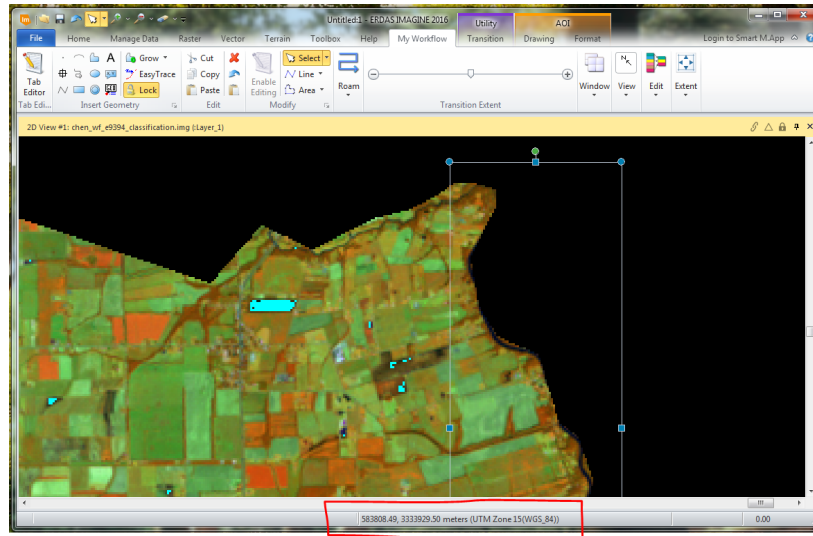 Untitled:1 - ERDAS IMAGINE 2016
Utility
AOI
File
Home
Manage Data
Raster
Vector
Terrain
Toolbox
Help
My Workflow
Transition
Drawing
Format
Login to Smart M.App
Tab Editor
A
Grow
EasyTrace
Lock
Cut
Copy
Paste
Enable Editing
Select
Line
Area
Roam
Window
View
Edit
Extent
Tab Edi...
Insert Geometry
Edit
Modify
Transition Extent
2D View #1: chen_wf_e9394_classification.img (:Layer_1)
583808.49, 3333929.50 meters (UTM Zone 15(WGS_84))
0.00